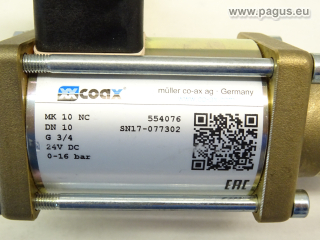 © www.pagus.eu
coax®
müller co-ax ag Germany
MK 10 NC 554076
DN 10 SN17-077302
G 3/4
24V DC
0-16 bar
EAC